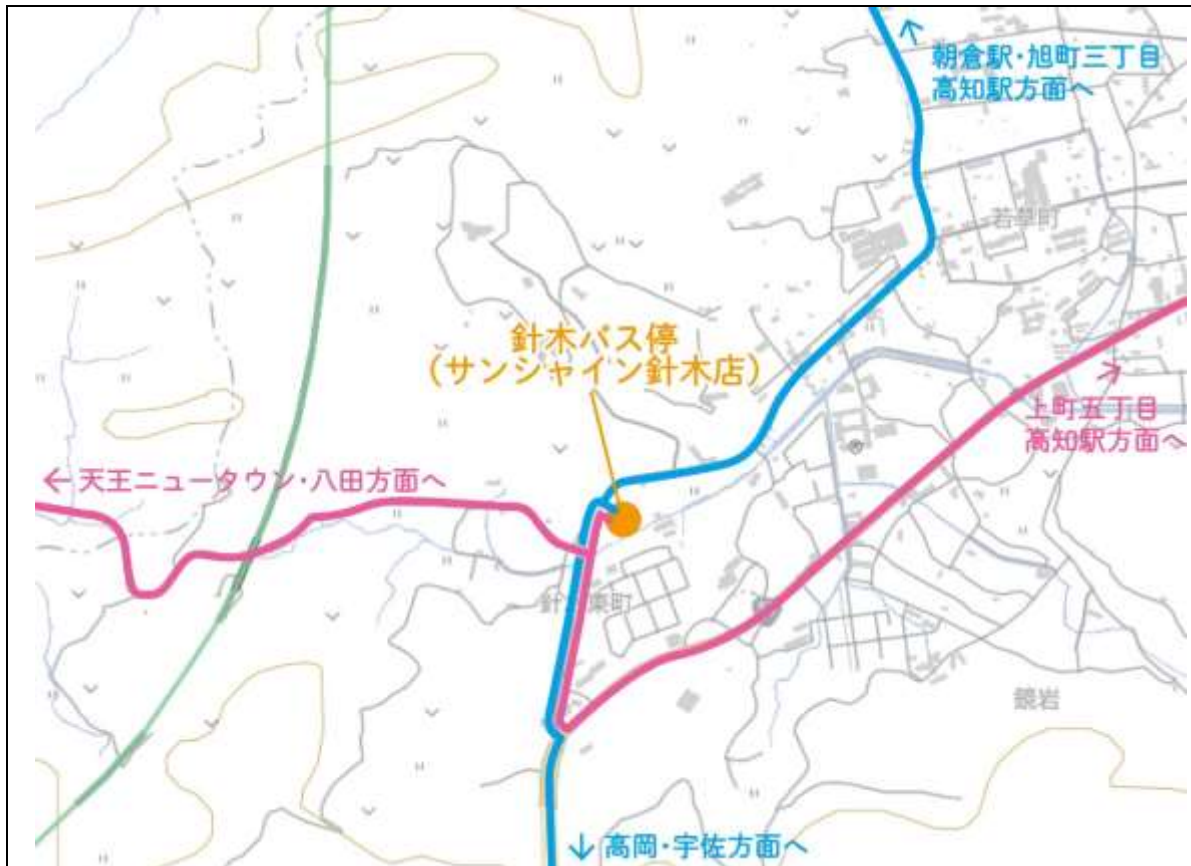 ↑
朝倉駅・旭町三丁目
高知駅方面へ
若草町
針木バス停
(サンシャイン針木店)
→
上町五丁目
高知駅方面へ
← 天王ニュータウン・八田方面へ
東町
鏡岩
↓ 高岡・宇佐方面へ